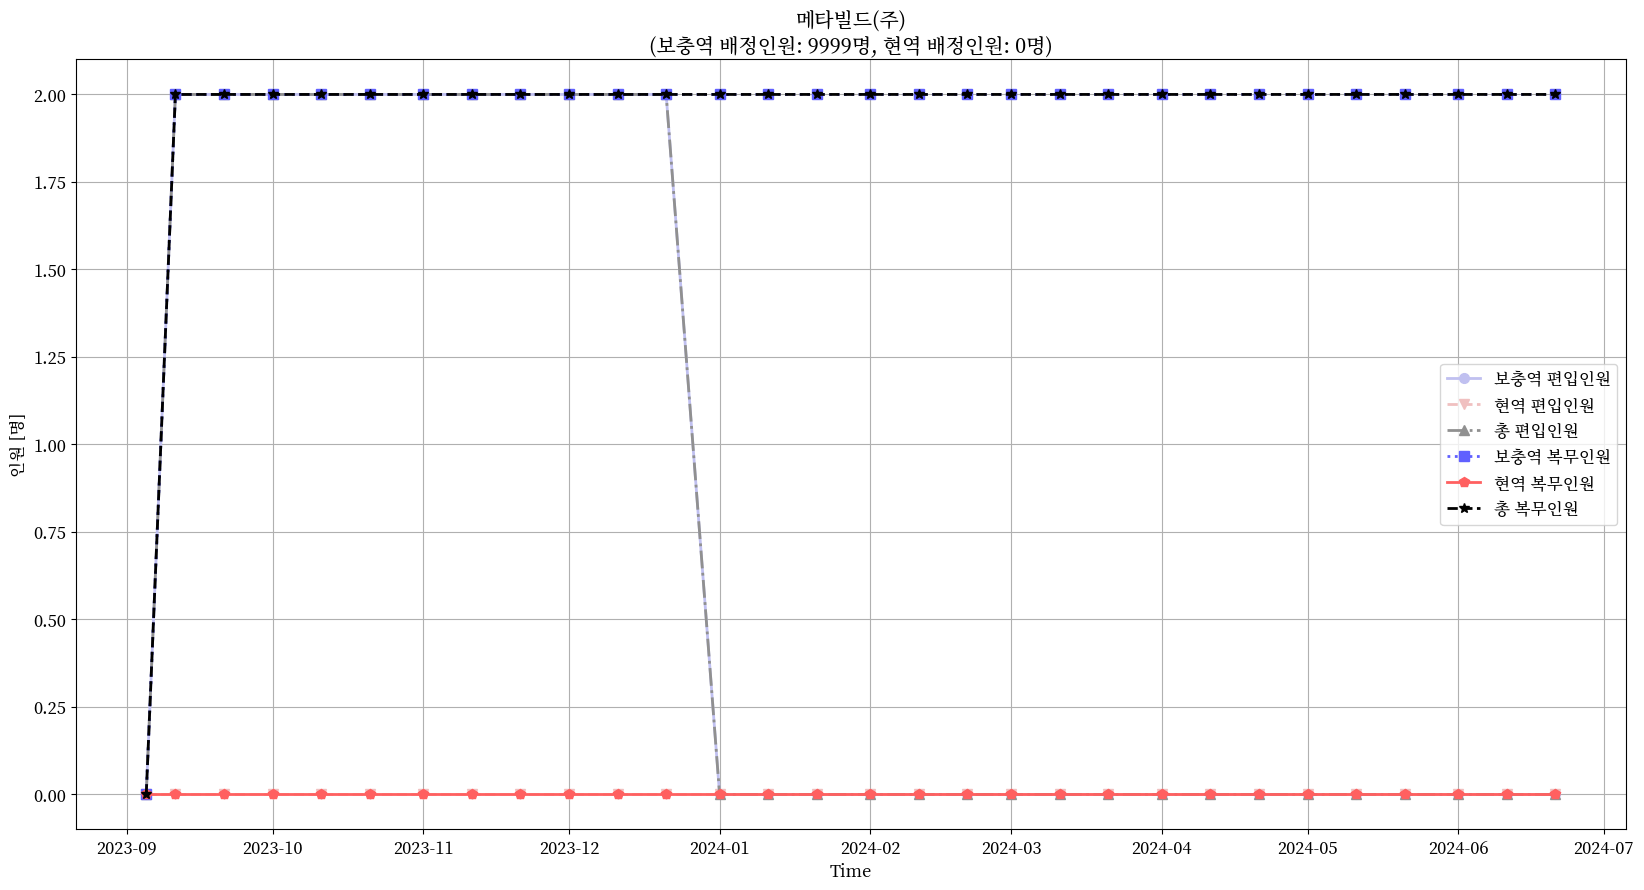 메타빌드(주)
(보충역 배정인원: 9999명, 현역 배정인원: 0명)
인원 [명]
2.00
1.75
1.50
1.25
1.00
0.75
0.50
0.25
0.00
보충역 편입인원
현역 편입인원
총 편입인원
보충역 복무인원
현역 복무인원
총 복무인원
2023-09 2023-10 2023-11 2023-12 2024-01 2024-02 2024-03 2024-04 2024-05 2024-06 2024-07
Time